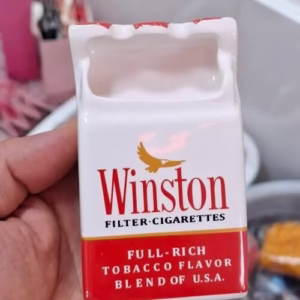 Winston
FILTER·CIGARETTES
FULL-RICH
TOBACCO FLAVOR
BLEND OF U.S.A.